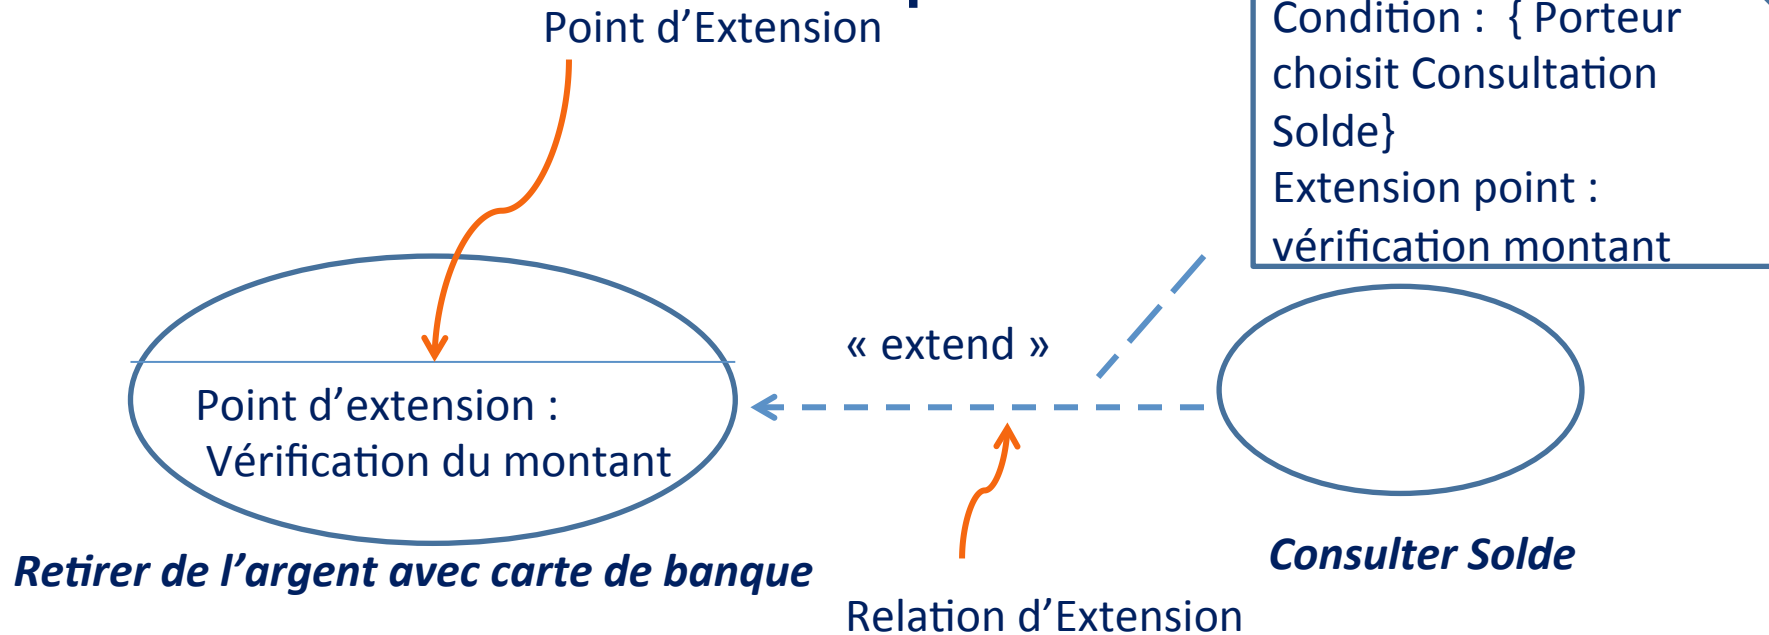 Point d’Extension
Condition : { Porteur
choisit Consultation
Solde}
Extension point :
vérification montant
« extend »
Point d’extension :
Vérification du montant
Retirer de l’argent avec carte de banque
Consulter Solde
Relation d’Extension